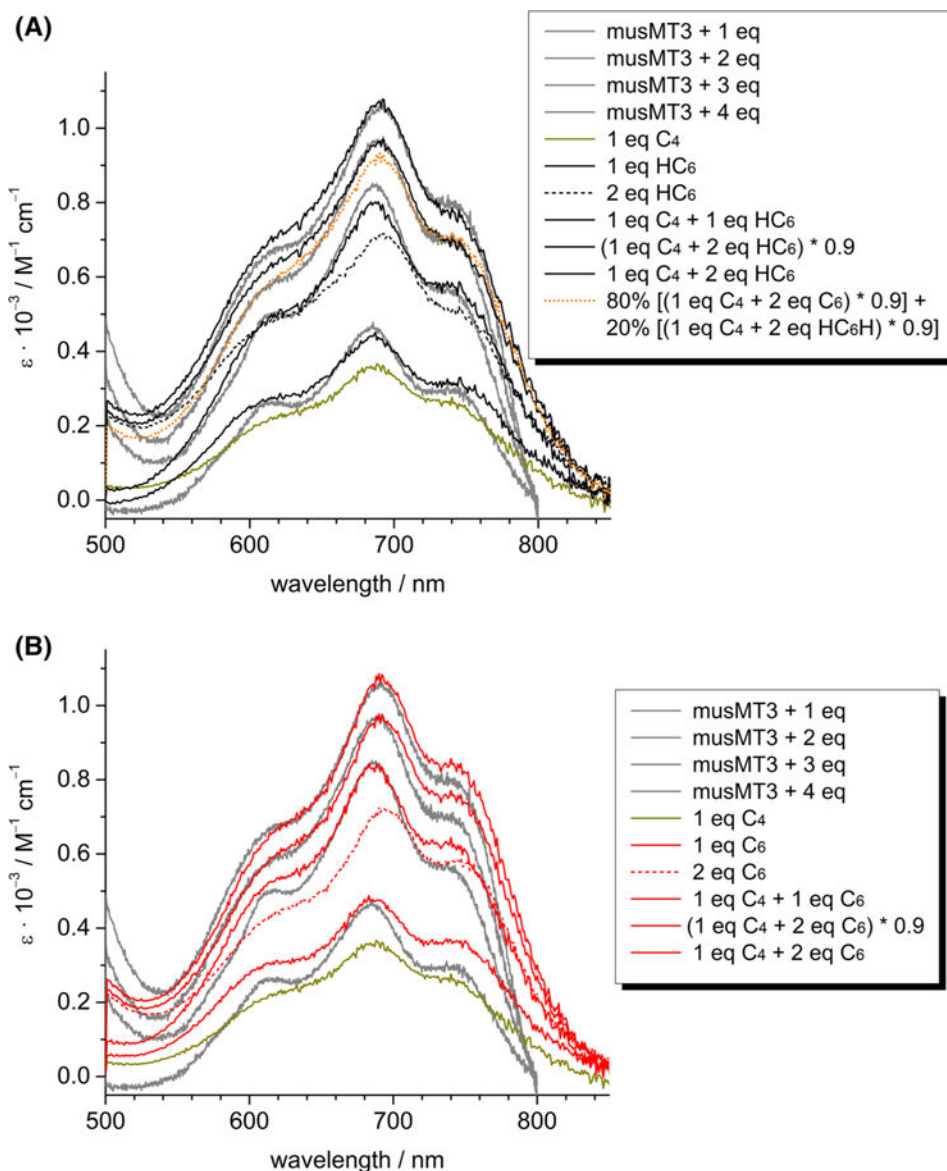 (A)
musMT3 + 1 eq
musMT3 + 2 eq
musMT3 + 3 eq
musMT3 + 4 eq
1 eq C₄
1 eq HC₆
2 eq HC₆
1 eq C₄ + 1 eq HC₆
(1 eq C₄ + 2 eq HC₆) * 0.9
1 eq C₄ + 2 eq HC₆
80% [(1 eq C₄ + 2 eq C₆) * 0.9] +
20% [(1 eq C₄ + 2 eq HC₆H) * 0.9]
ε · 10⁻³ / M⁻¹ cm⁻¹
1.0
0.8
0.6
0.4
0.2
0.0
500 600 700 800
wavelength / nm
(B)
musMT3 + 1 eq
musMT3 + 2 eq
musMT3 + 3 eq
musMT3 + 4 eq
1 eq C₄
1 eq C₆
2 eq C₆
1 eq C₄ + 1 eq C₆
(1 eq C₄ + 2 eq C₆) * 0.9
1 eq C₄ + 2 eq C₆
ε · 10⁻³ / M⁻¹ cm⁻¹
1.0
0.8
0.6
0.4
0.2
0.0
500 600 700 800
wavelength / nm